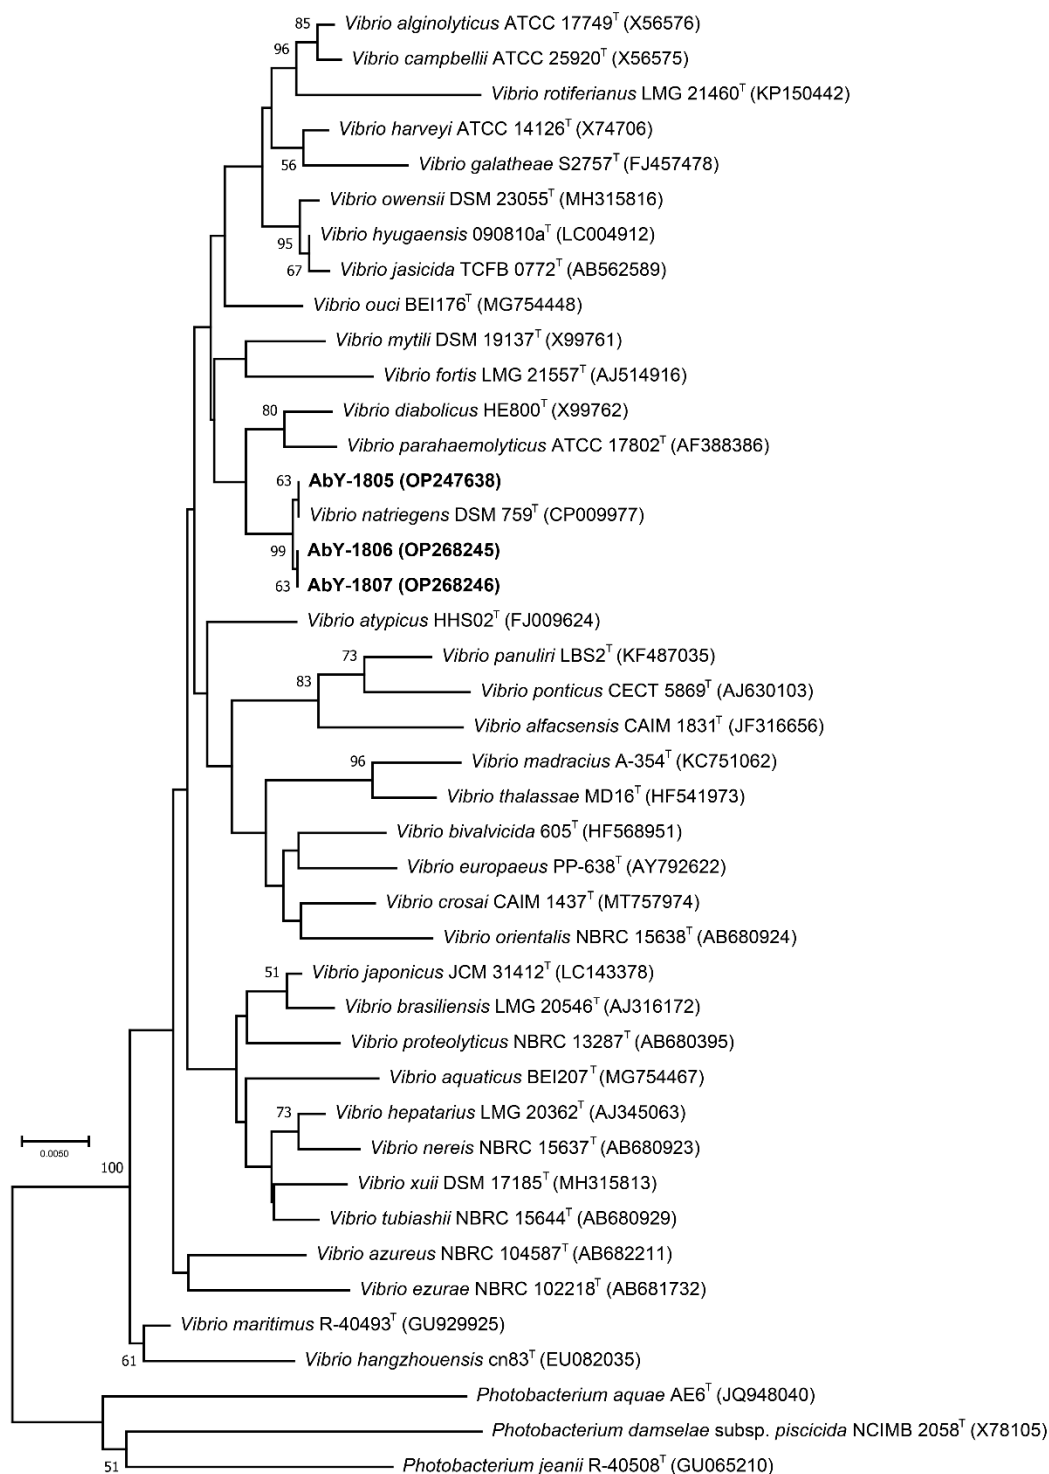 85
Vibrio alginolyticus ATCC 17749T (X56576)
96
Vibrio campbellii ATCC 25920T (X56575)
Vibrio rotiferianus LMG 21460T (KP150442)
Vibrio harveyi ATCC 14126T (X74706)
56
Vibrio galatheae S2757T (FJ457478)
Vibrio owensii DSM 23055T (MH315816)
Vibrio hyugaensis 090810aT (LC004912)
95
67
Vibrio jasicida TCFB 0772T (AB562589)
Vibrio ouci BEI176T (MG754448)
Vibrio mytili DSM 19137T (X99761)
Vibrio fortis LMG 21557T (AJ514916)
80
Vibrio diabolicus HE800T (X99762)
Vibrio parahaemolyticus ATCC 17802T (AF388386)
63
AbY-1805 (OP247638)
Vibrio natriegens DSM 759T (CP009977)
99
AbY-1806 (OP268245)
63
AbY-1807 (OP268246)
Vibrio atypicus HHS02T (FJ009624)
73
Vibrio panuliri LBS2T (KF487035)
83
Vibrio ponticus CECT 5869T (AJ630103)
Vibrio alfacsensis CAIM 1831T (JF316656)
96
Vibrio madracius A-354T (KC751062)
Vibrio thalassae MD16T (HF541973)
Vibrio bivalvicida 605T (HF568951)
Vibrio europaeus PP-638T (AY792622)
Vibrio crosai CAIM 1437T (MT757974)
Vibrio orientalis NBRC 15638T (AB680924)
51
Vibrio japonicus JCM 31412T (LC143378)
Vibrio brasiliensis LMG 20546T (AJ316172)
Vibrio proteolyticus NBRC 13287T (AB680395)
Vibrio aquaticus BEI207T (MG754467)
73
Vibrio hepatarius LMG 20362T (AJ345063)
Vibrio nereis NBRC 15637T (AB680923)
0.0050
100
Vibrio xuii DSM 17185T (MH315813)
Vibrio tubiashii NBRC 15644T (AB680929)
Vibrio azureus NBRC 104587T (AB682211)
Vibrio ezurae NBRC 102218T (AB681732)
Vibrio maritimus R-40493T (GU929925)
61
Vibrio hangzhouensis cn83T (EU082035)
Photobacterium aquae AE6T (JQ948040)
Photobacterium damselae subsp. piscicida NCIMB 2058T (X78105)
51
Photobacterium jeanii R-40508T (GU065210)